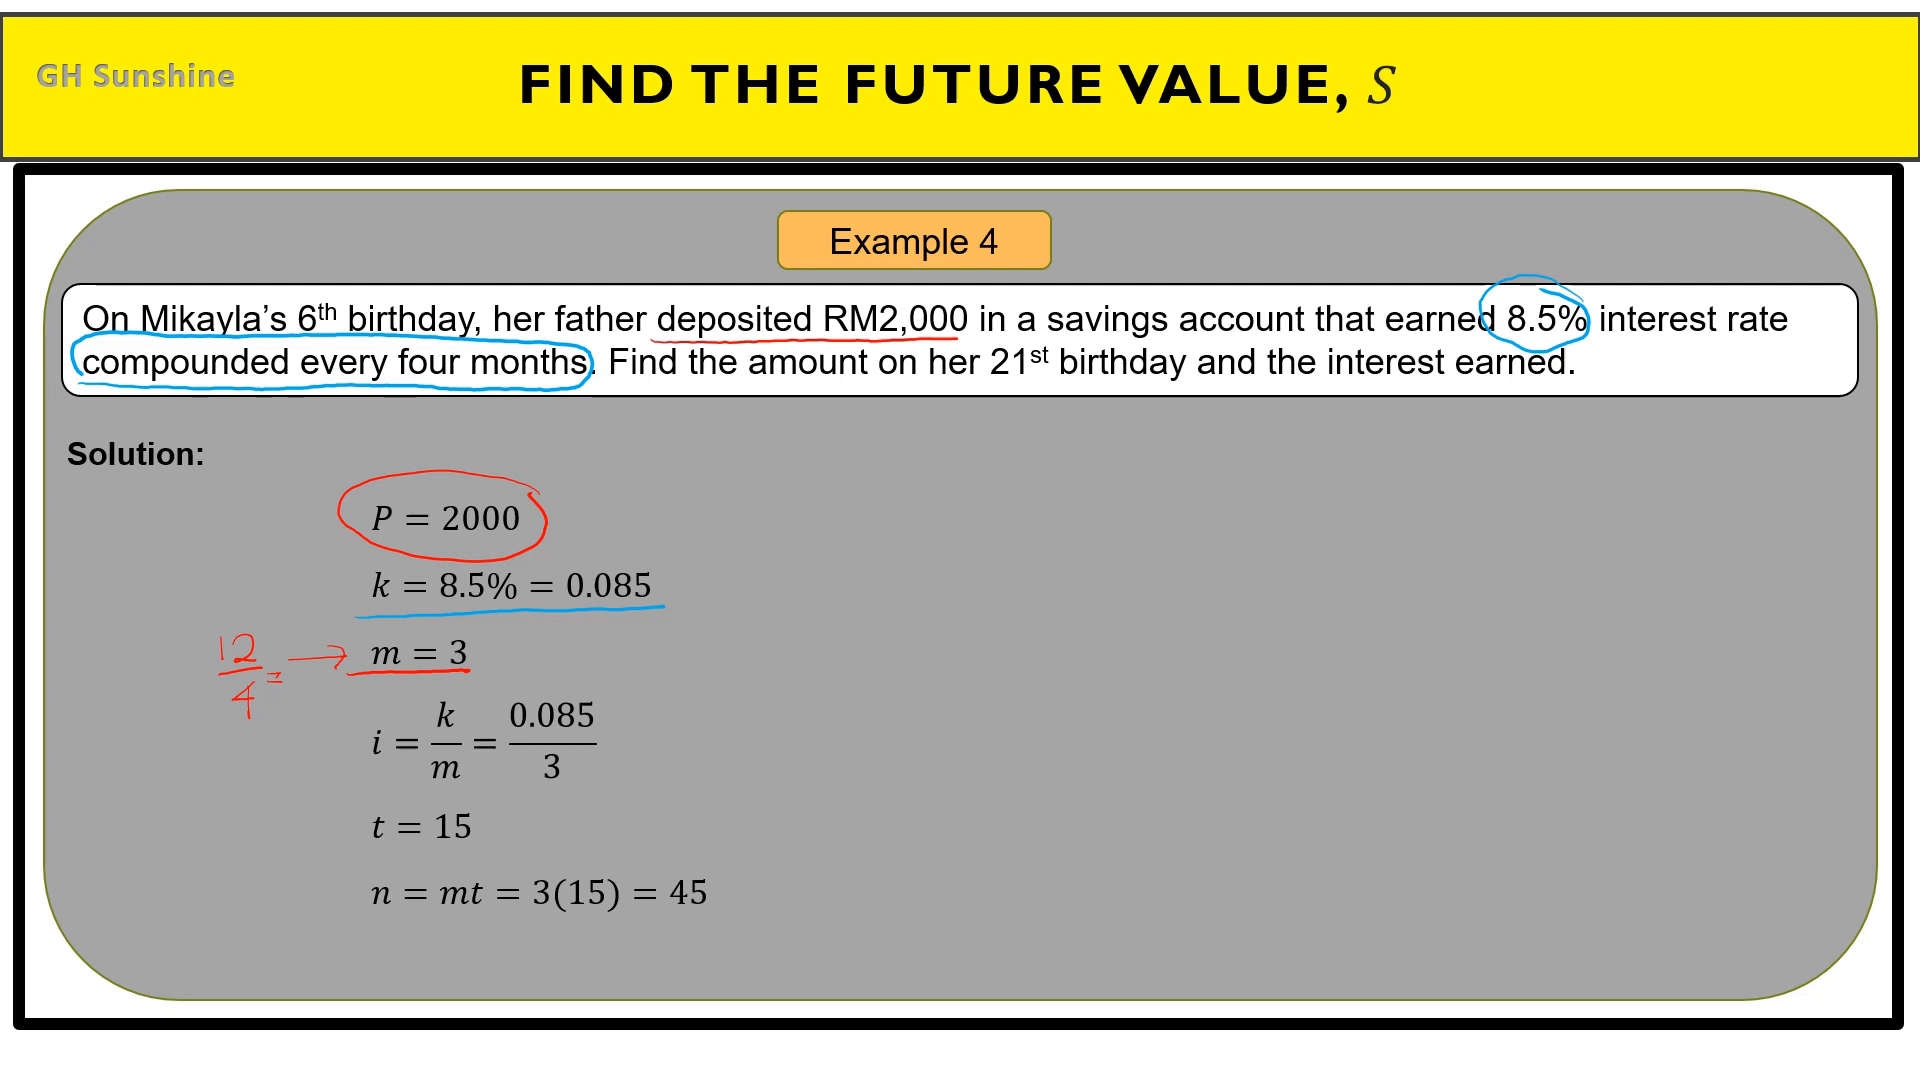 GH Sunshine
FIND THE FUTURE VALUE, S
Example 4
On Mikayla’s 6th birthday, her father deposited RM2,000 in a savings account that earned 8.5% interest rate
compounded every four months. Find the amount on her 21st birthday and the interest earned.
Solution:
P = 2000
k = 8.5% = 0.085
12/4 = → m = 3
i = k/m = 0.085/3
t = 15
n = mt = 3(15) = 45